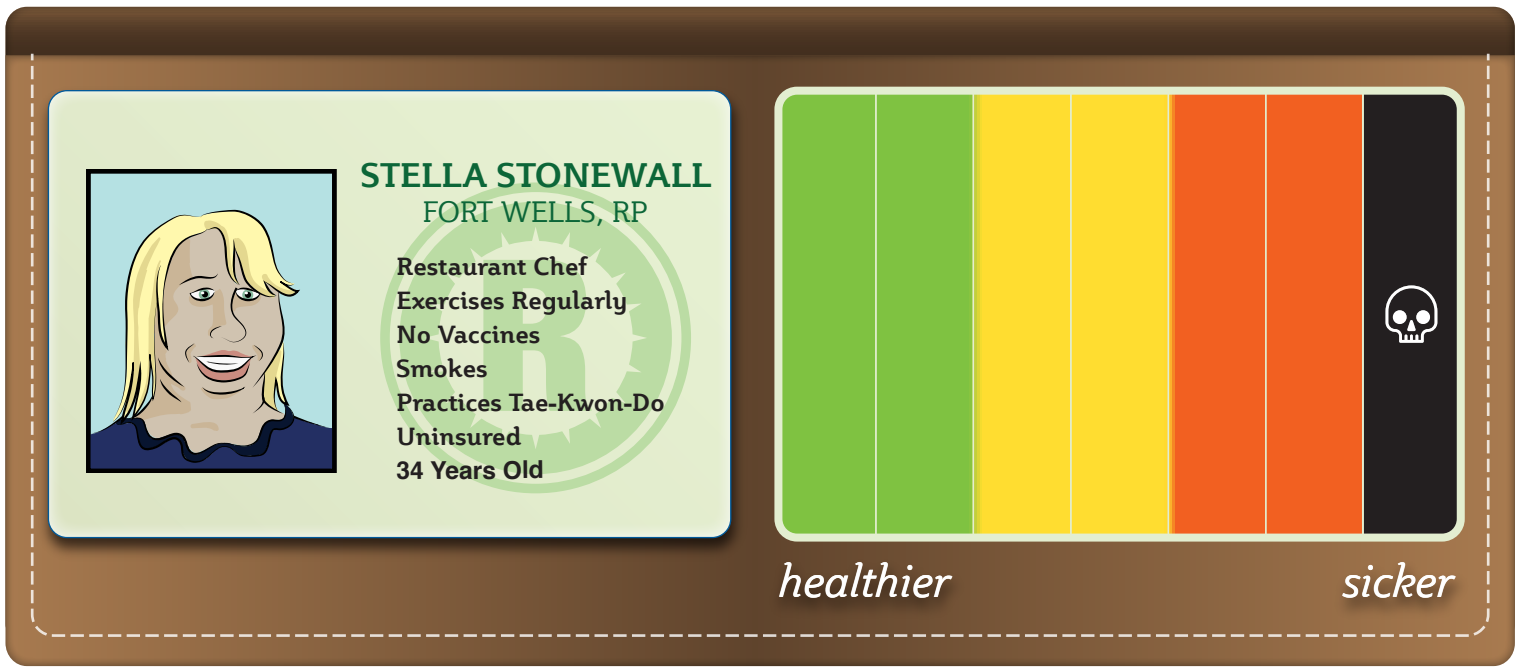 STELLA STONEWALL
FORT WELLS, RP
R
Restaurant Chef
Exercises Regularly
No Vaccines
Smokes
Practices Tae-Kwon-Do
Uninsured
34 Years Old
healthier
sicker